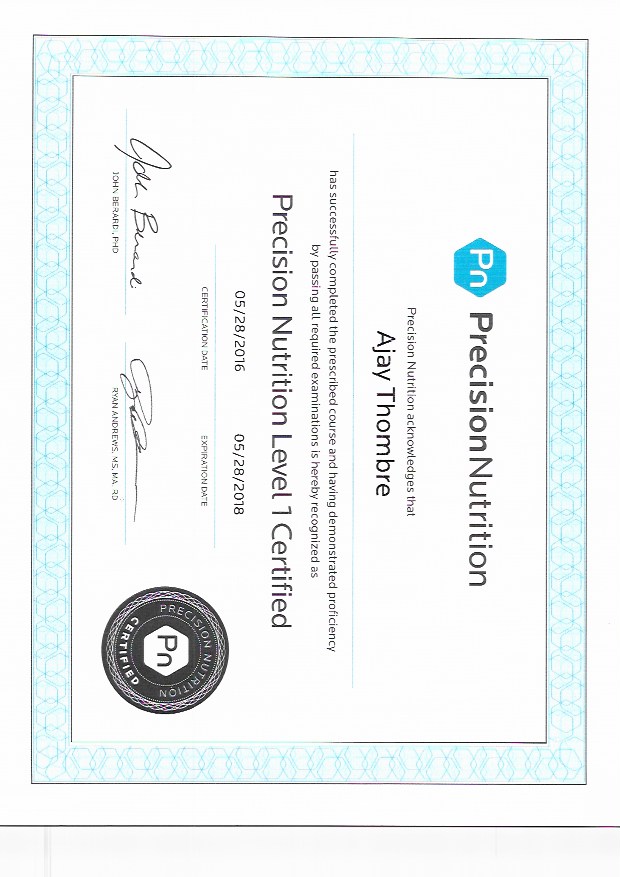 Pn PrecisionNutrition
Precision Nutrition acknowledges that
Ajay Thombre
has successfully completed the prescribed course and having demonstrated proficiency
by passing all required examinations is hereby recognized as
Precision Nutrition Level 1 Certified
05/28/2016 05/28/2018
CERTIFICATION DATE EXPIRATION DATE
John Berardi
JOHN BERARDI, PHD RYAN ANDREWS, MS, MA, RD
PRECISION NUTRITION
Pn
CERTIFIED